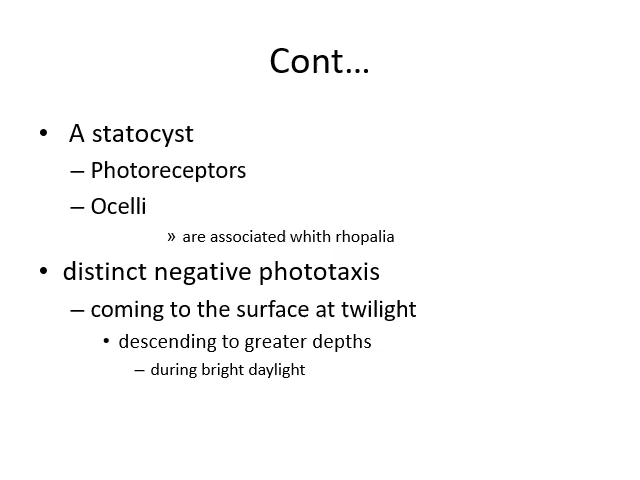 Cont…
• A statocyst
– Photoreceptors
– Ocelli
» are associated whith rhopalia
• distinct negative phototaxis
– coming to the surface at twilight
• descending to greater depths
– during bright daylight